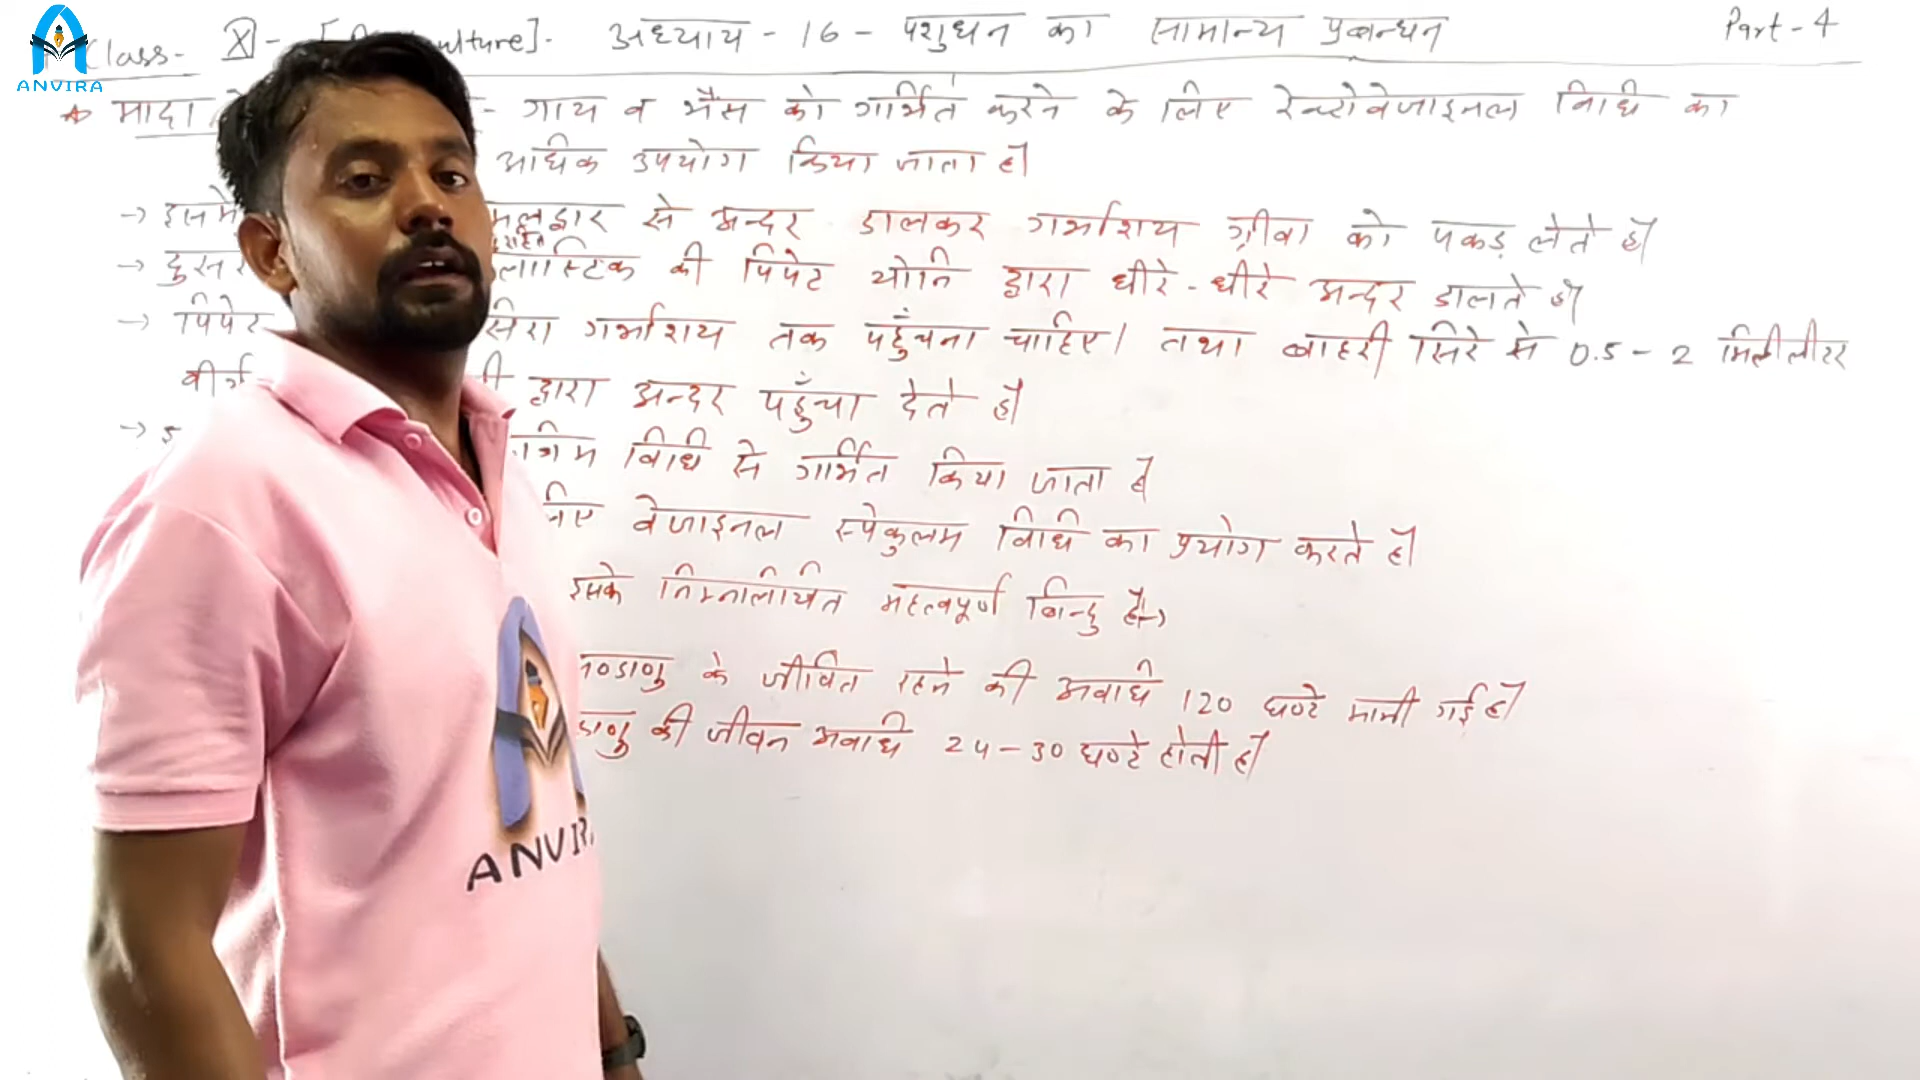 ANVIRA
Class- X - ulture]. अध्याय - 16 - पशुधन का सामान्य प्रबन्धन Part - 4
मादा - गाय व भैंस को गर्भित करने के लिए रेक्टोवेजाइनल विधि का
अधिक उपयोग किया जाता है
→ इसमें मलद्वार से अन्दर डालकर गर्भाशय ग्रीवा को पकड़ लेते हैं
→ दुसरे प्लास्टिक की पिपेट योनि द्वारा धीरे - धीरे अन्दर डालते हैं
→ पिपेट सिरा गर्भाशय तक पहुँचना चाहिए। तथा बाहरी सिरे से 0.5 - 2 मिलीलीटर
द्वारा अन्दर पहुँचा देते हैं
→ विधि से गर्भित किया जाता है
वेजाइनल स्पेकुलम विधि का प्रयोग करते हैं
इसके निम्नलिखित महत्वपूर्ण बिन्दु हैं→
के जीवित रहने की अवधि 120 घण्टे मानी गई है
की जीवन अवधि 24 - 30 घण्टे होती है
ANVIR